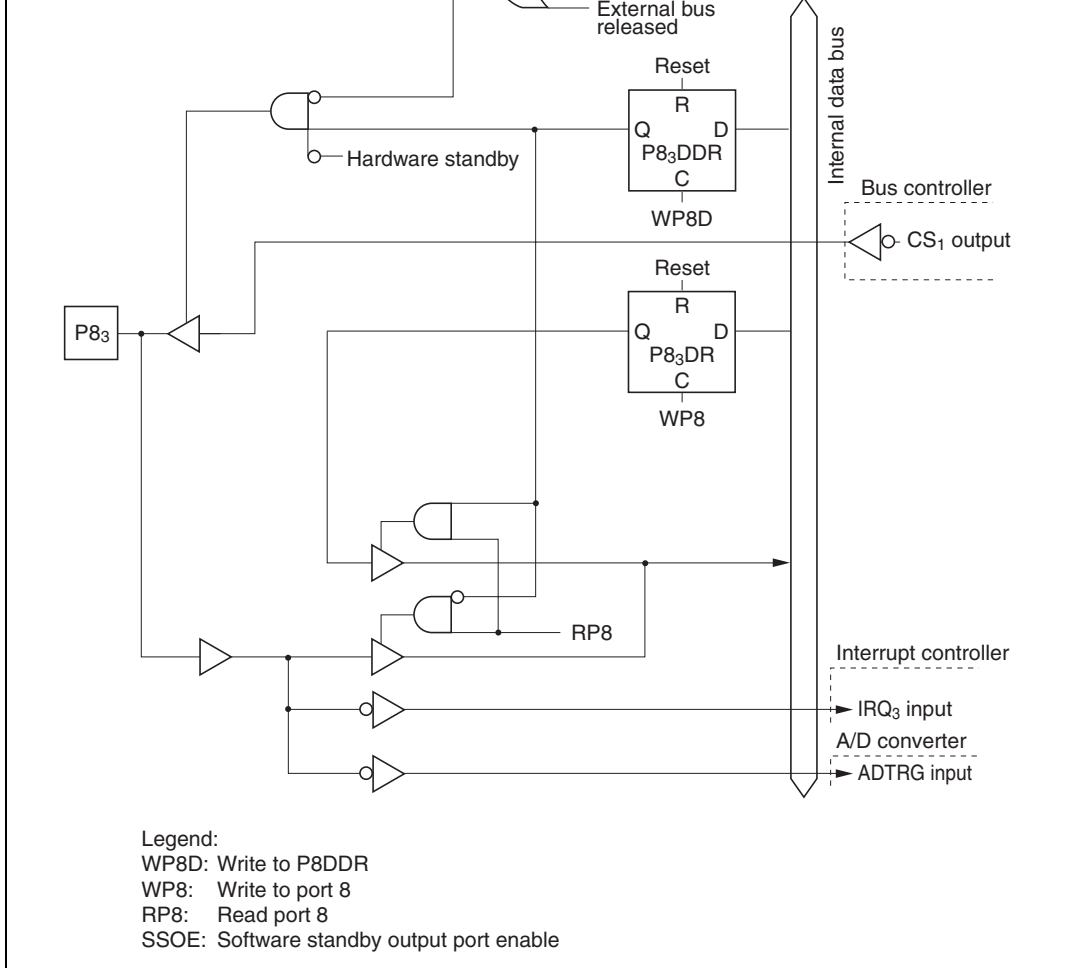 External bus
released
Reset
R
Q D
P8₃DDR
C
WP8D
Hardware standby
Internal data bus
Bus controller
CS₁ output
Reset
R
Q D
P8₃DR
C
WP8
P8₃
RP8
Interrupt controller
IRQ₃ input
A/D converter
ADTRG input
Legend:
WP8D: Write to P8DDR
WP8: Write to port 8
RP8: Read port 8
SSOE: Software standby output port enable